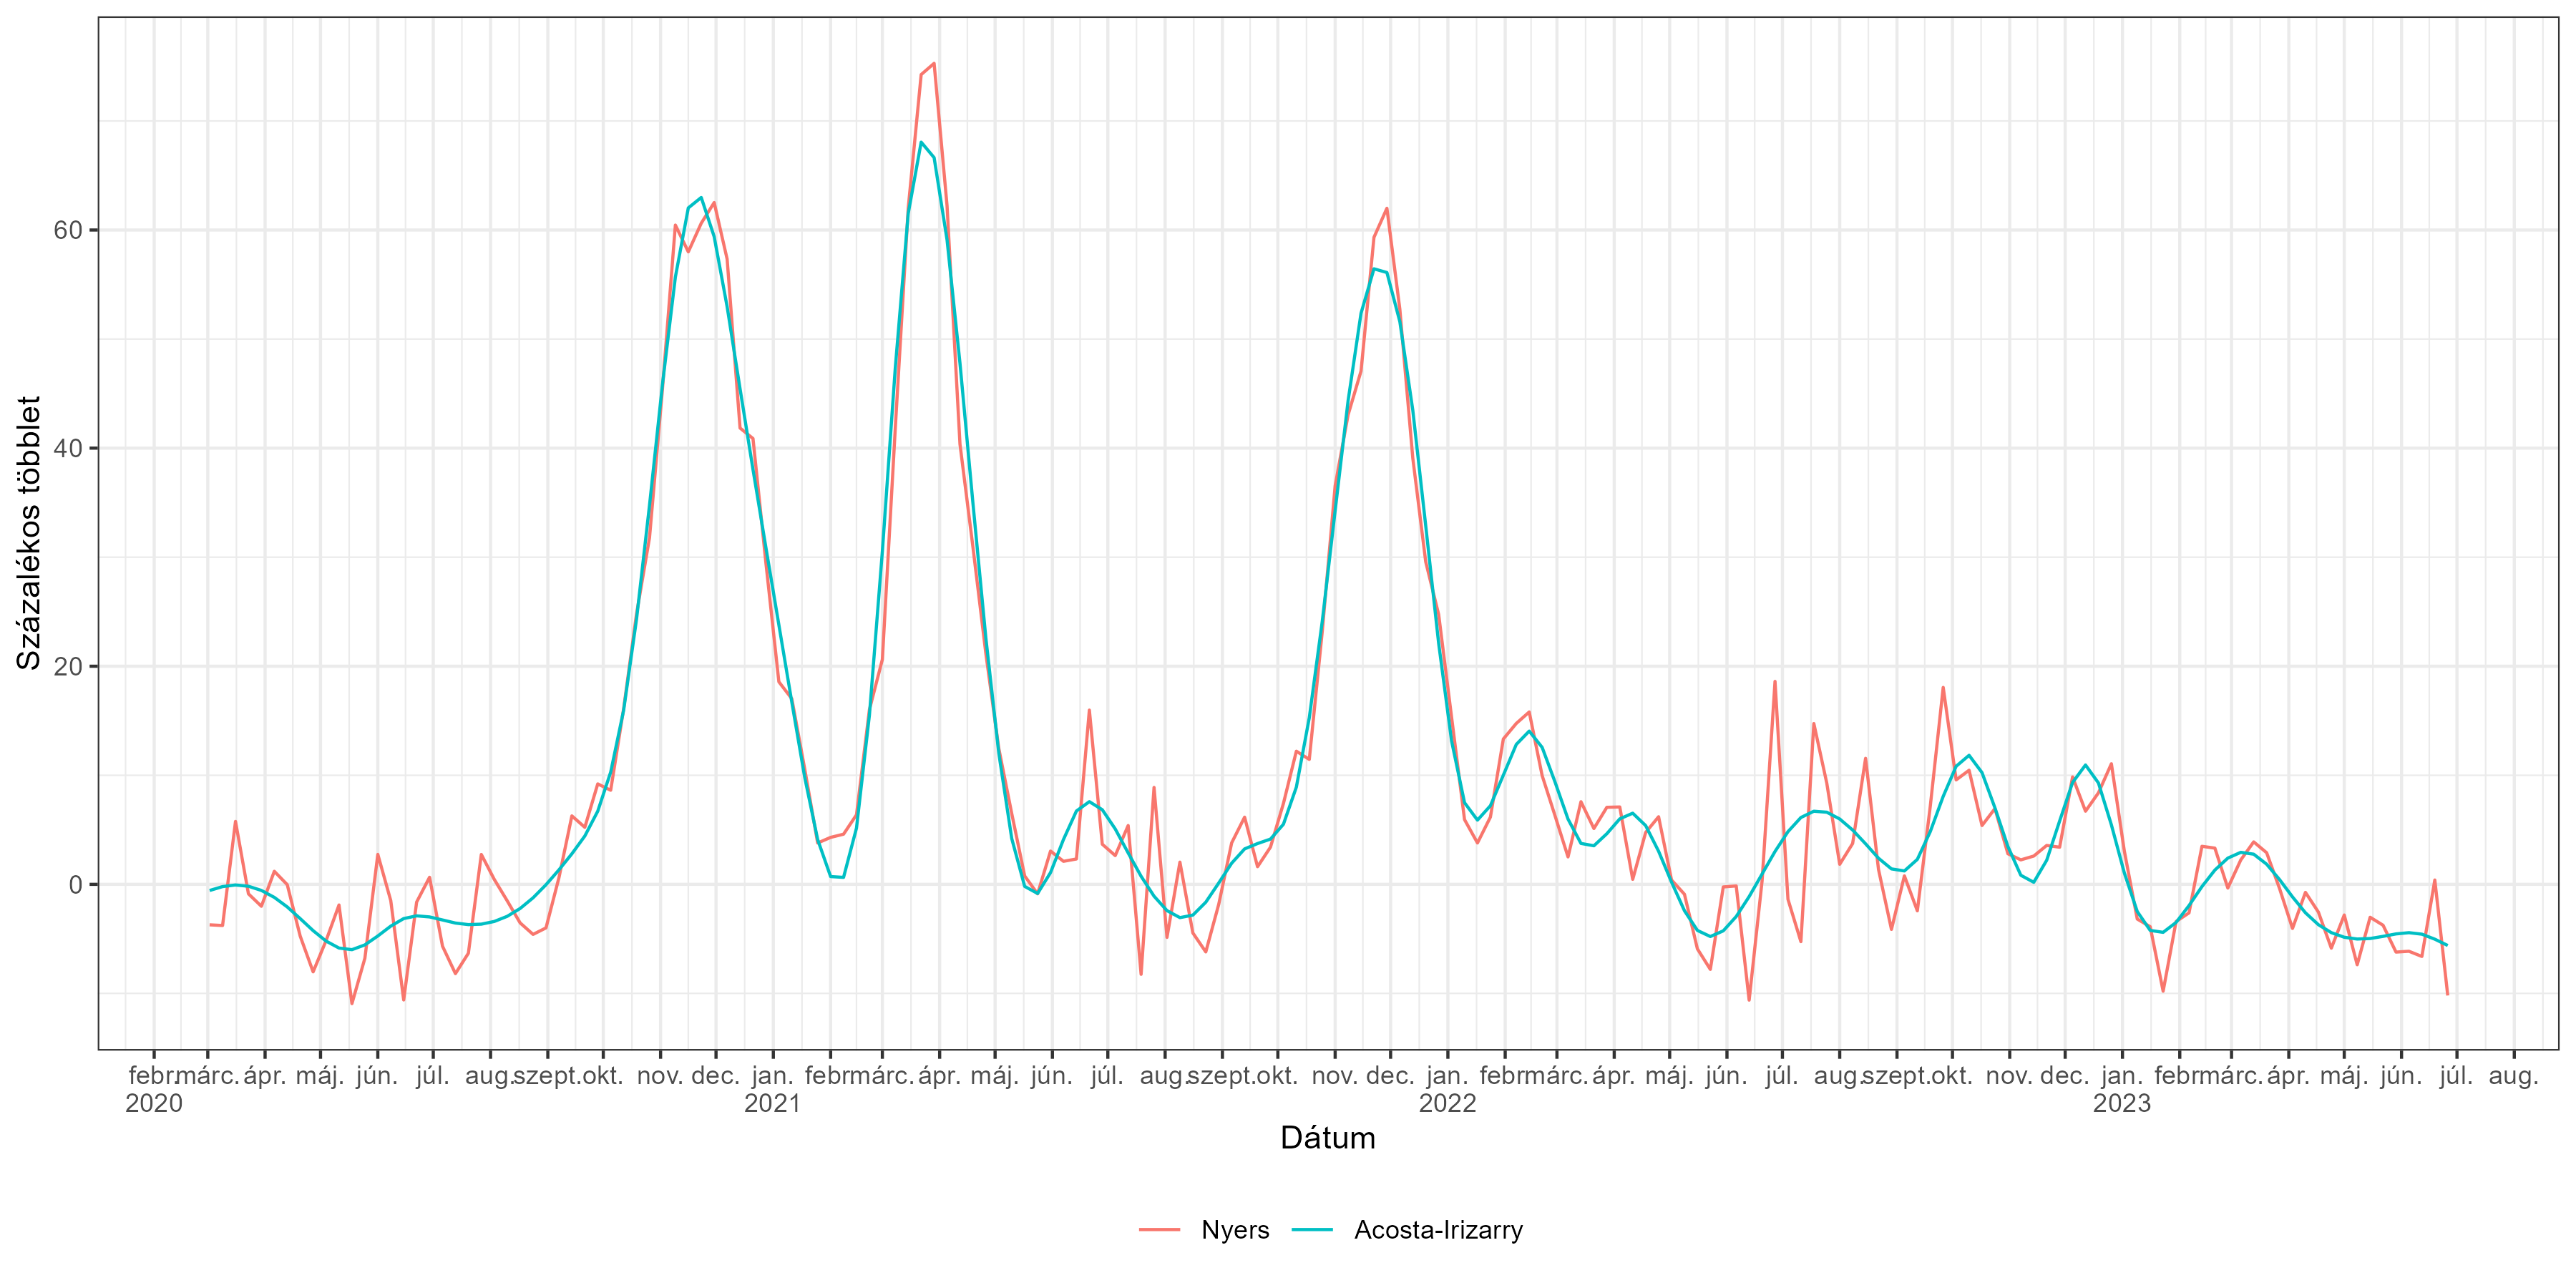 Százazalékos többlet
60
40
20
0
febr. márc. ápr. máj. jún. júl. aug. szept. okt. nov. dec. jan. febr. márc. ápr. máj. jún. júl. aug. szept. okt. nov. dec. jan. febr. márc. ápr. máj. jún. júl. aug. szept. okt. nov. dec. jan. febr. márc. ápr. máj. jún. júl. aug.
2020 2021 2022 2023
Dátum
Nyers Acosta-Irizarry